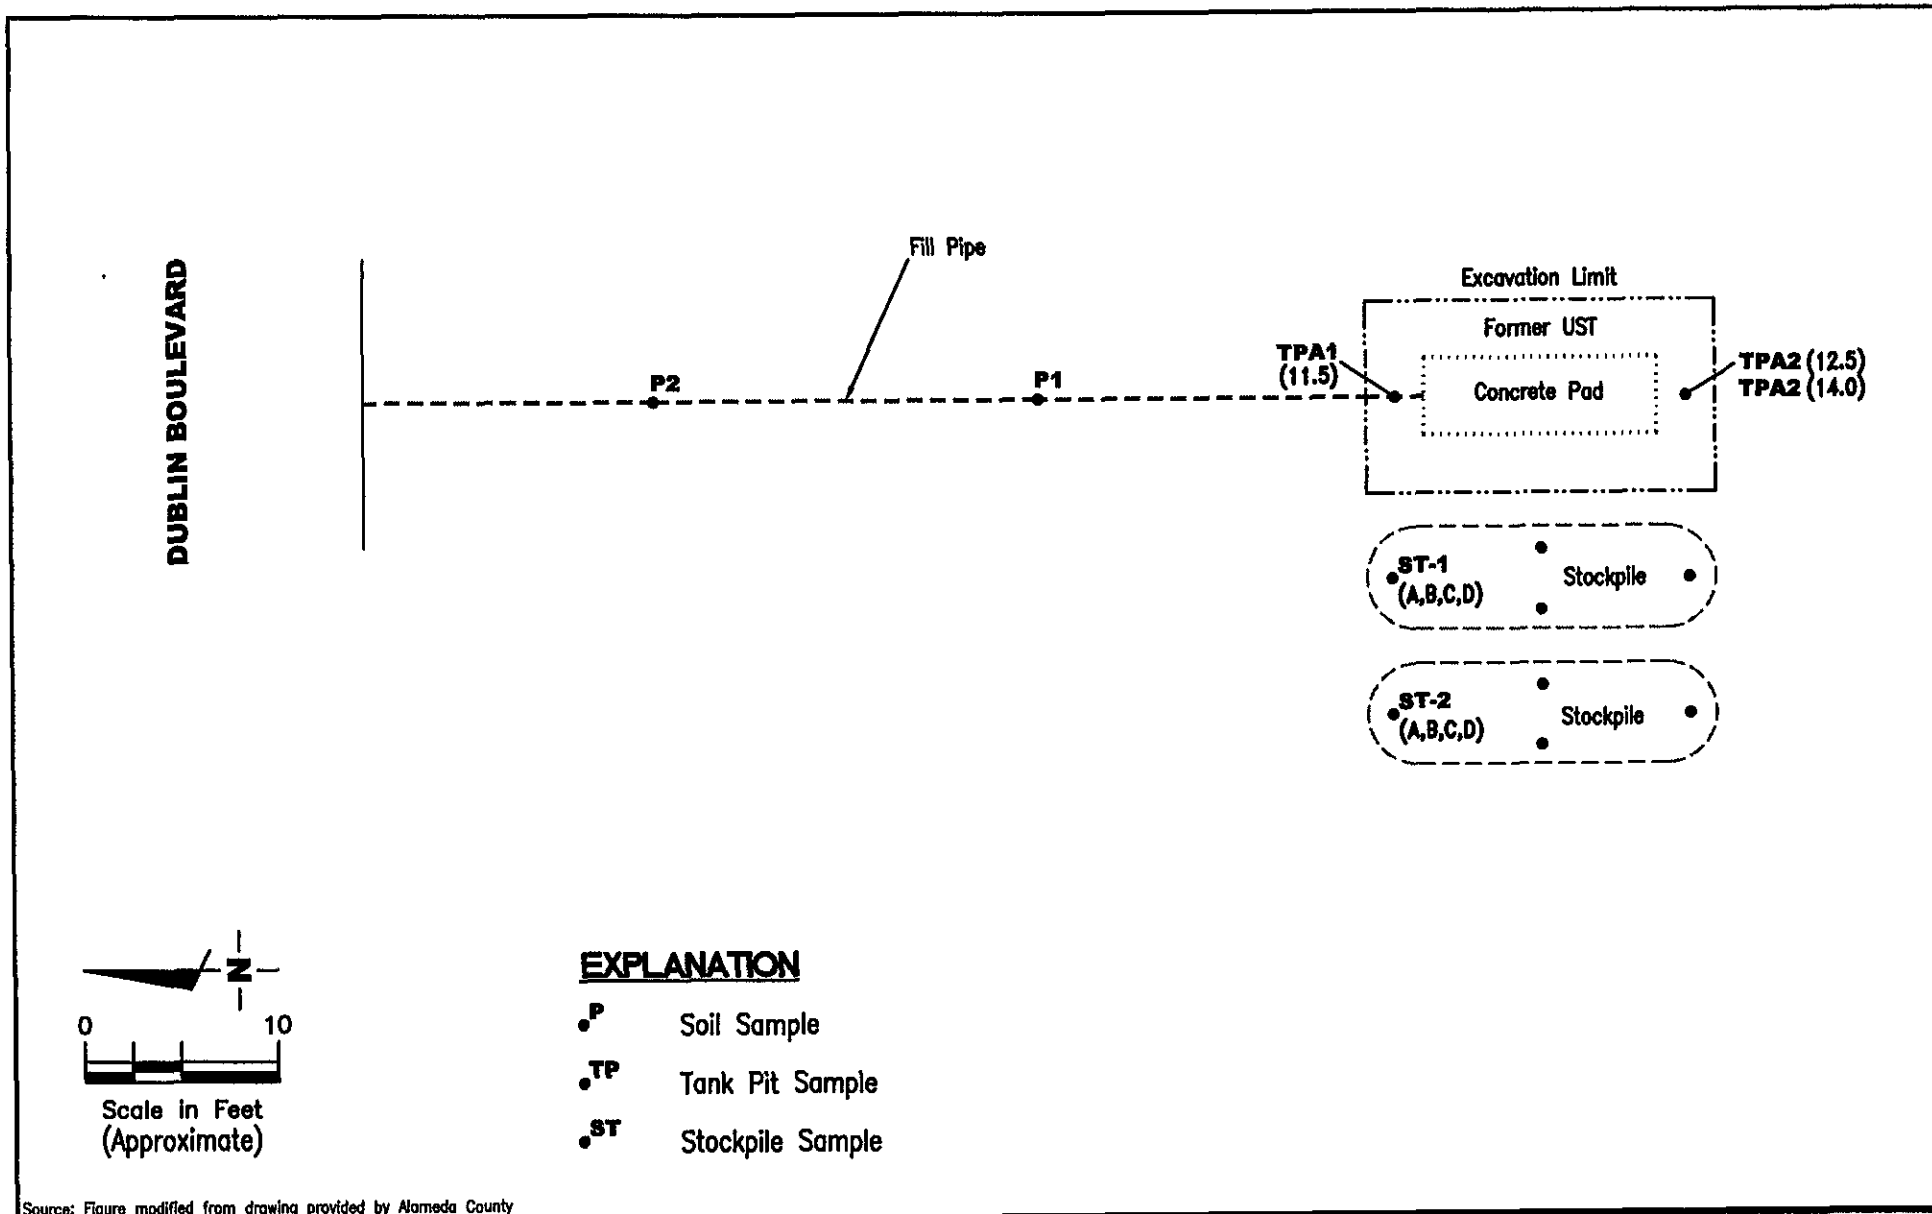 DUBLIN BOULEVARD
Fill Pipe
P2
P1
Excavation Limit
Former UST
TPA1
(11.5)
Concrete Pad
TPA2 (12.5)
TPA2 (14.0)
ST-1
(A,B,C,D)
Stockpile
ST-2
(A,B,C,D)
Stockpile
N
0 10
Scale in Feet
(Approximate)
EXPLANATION
P Soil Sample
TP Tank Pit Sample
ST Stockpile Sample
Source: Figure modified from drawing provided by Alameda County